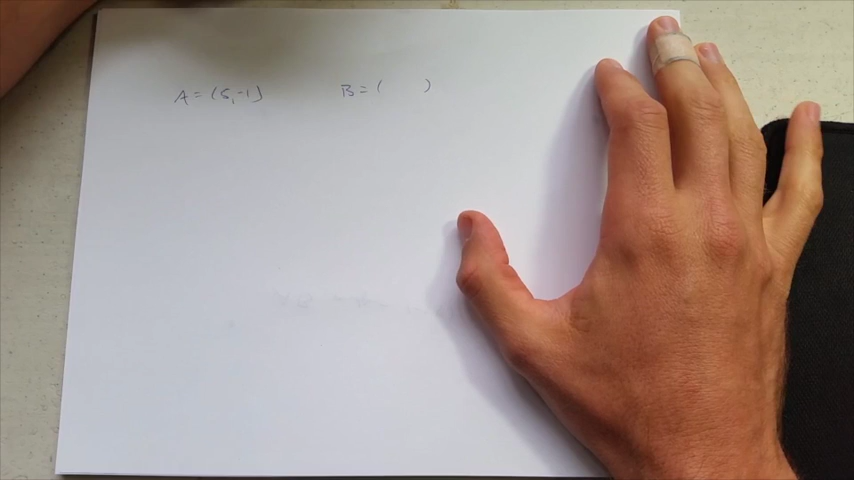 A = (5, -1) B = ( )